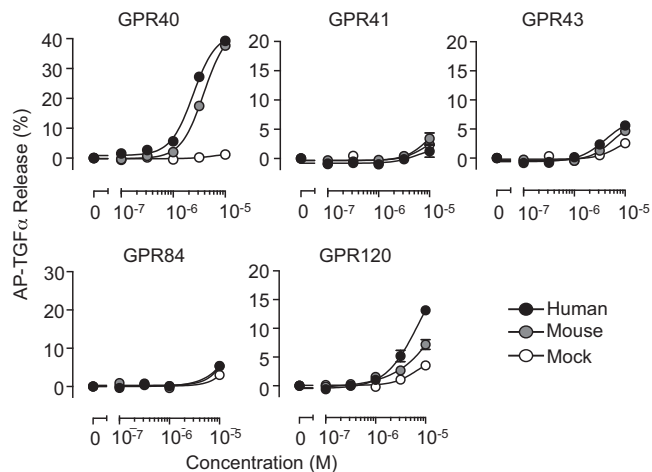 GPR40
GPR41
GPR43
AP-TGFα Release (%)
40
30
20
10
0
0 10⁻⁷ 10⁻⁶ 10⁻⁵
20
15
10
5
0
0 10⁻⁷ 10⁻⁶ 10⁻⁵
20
15
10
5
0
0 10⁻⁷ 10⁻⁶ 10⁻⁵
GPR84
GPR120
30
20
10
0
0 10⁻⁷ 10⁻⁶ 10⁻⁵
20
15
10
5
0
0 10⁻⁷ 10⁻⁶ 10⁻⁵
Human
Mouse
Mock
Concentration (M)